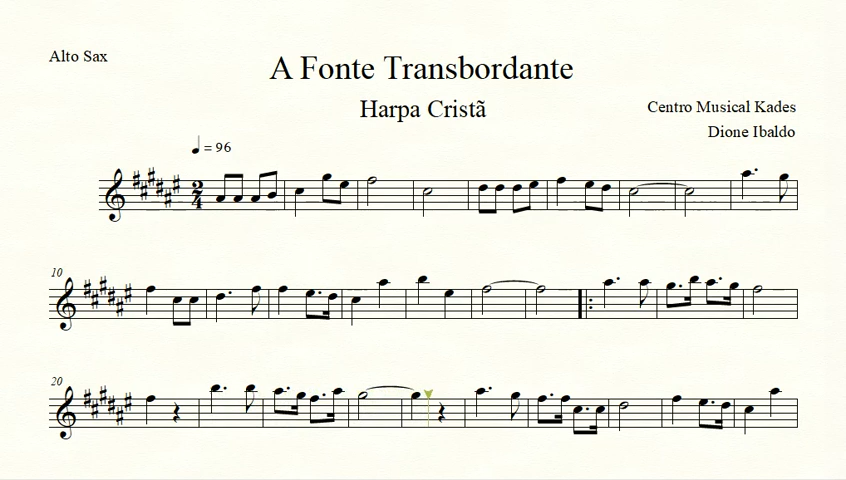 Alto Sax
A Fonte Transbordante
Harpa Cristã
Centro Musical Kades
Dione Ibaldo
= 96
2
4
10
20